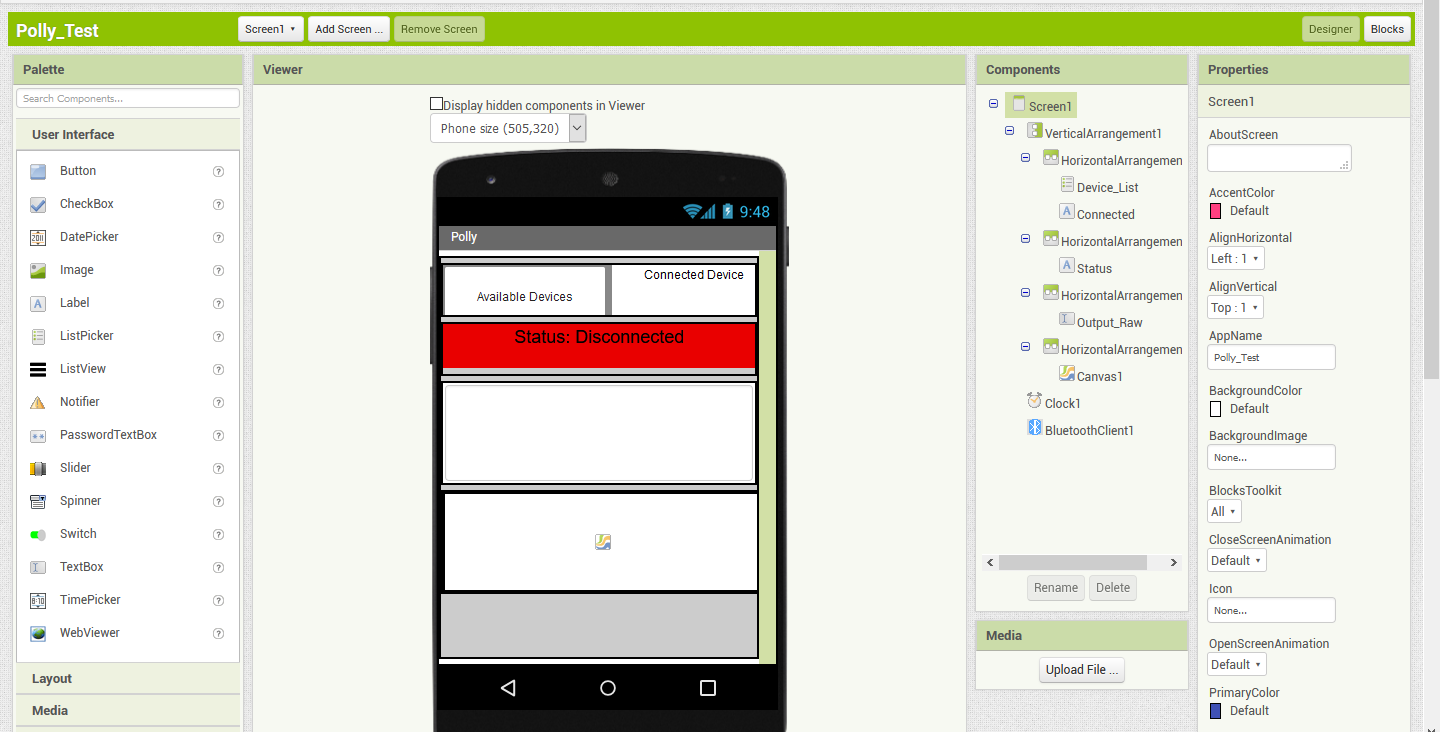 Polly_Test
Screen1
Add Screen ...
Remove Screen
Designer
Blocks
Palette
Search Components...
User Interface
Button
CheckBox
DatePicker
Image
Label
ListPicker
ListView
Notifier
PasswordTextBox
Slider
Spinner
Switch
TextBox
TimePicker
WebViewer
Layout
Media
Viewer
Display hidden components in Viewer
Phone size (505,320)
9:48
Polly
Available Devices
Connected Device
Status: Disconnected
Components
Screen1
VerticalArrangement1
HorizontalArrangemen
Device_List
Connected
HorizontalArrangemen
Status
HorizontalArrangemen
Output_Raw
HorizontalArrangemen
Canvas1
Clock1
BluetoothClient1
Rename
Delete
Media
Upload File ...
Properties
Screen1
AboutScreen
AccentColor
Default
AlignHorizontal
Left : 1
AlignVertical
Top : 1
AppName
Polly_Test
BackgroundColor
Default
BackgroundImage
None...
BlocksToolkit
All
CloseScreenAnimation
Default
Icon
None...
OpenScreenAnimation
Default
PrimaryColor
Default